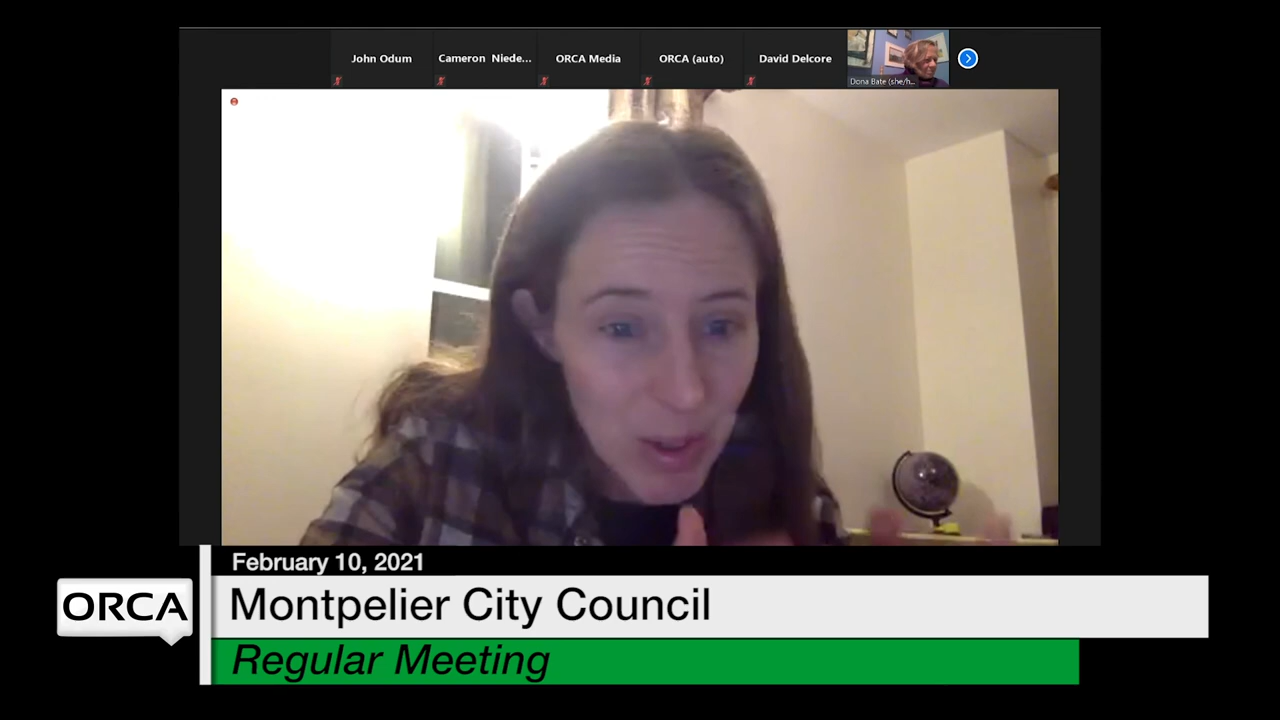 John Odum
Cameron Niede...
ORCA Media
ORCA (auto)
David Delcore
Dona Bate (she/h...
February 10, 2021
ORCA
Montpelier City Council
Regular Meeting